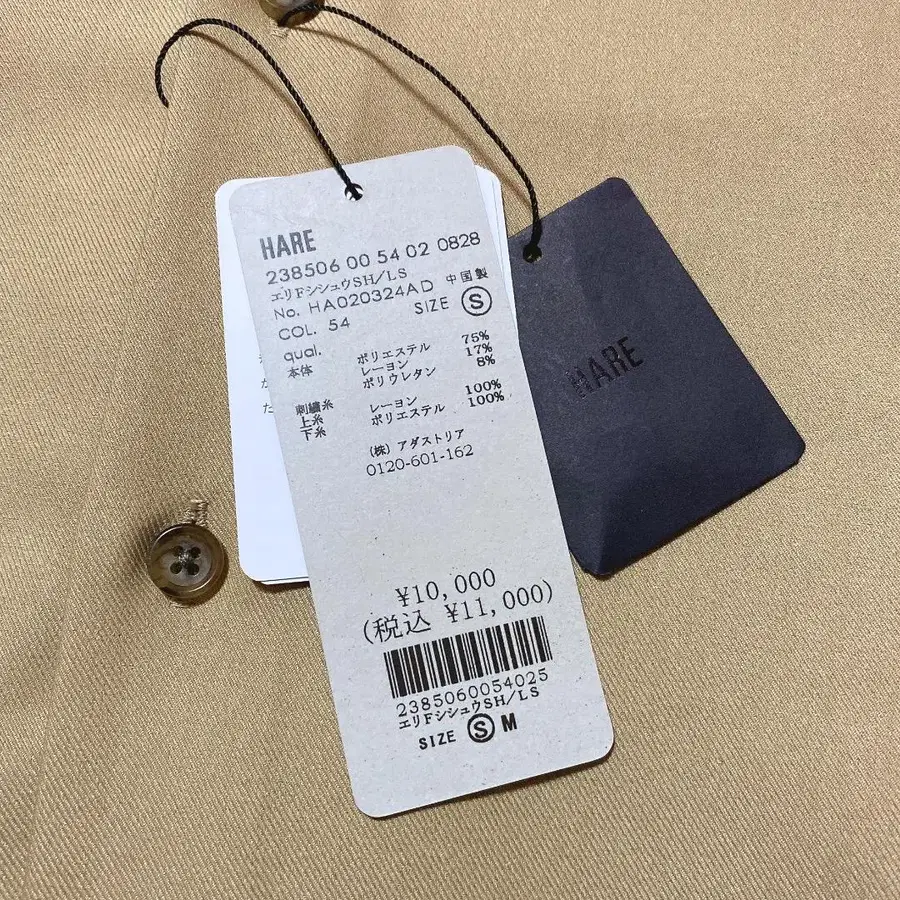 HARE
238506 00 54 02 0828
エリFシシュウSH/LS
No. HA020324AD 中国製
COL. 54 SIZE Ⓢ
qual.
本体 ポリエステル 75%
レーヨン 17%
ポリウレタン 8%
刺繍糸
上糸 レーヨン 100%
下糸 ポリエステル 100%
(株) アダストリア
0120-601-162
¥10,000
(税込 ¥11,000)
2385060054025
エリFシシュウSH/LS
SIZE Ⓢ M
HARE
か
た